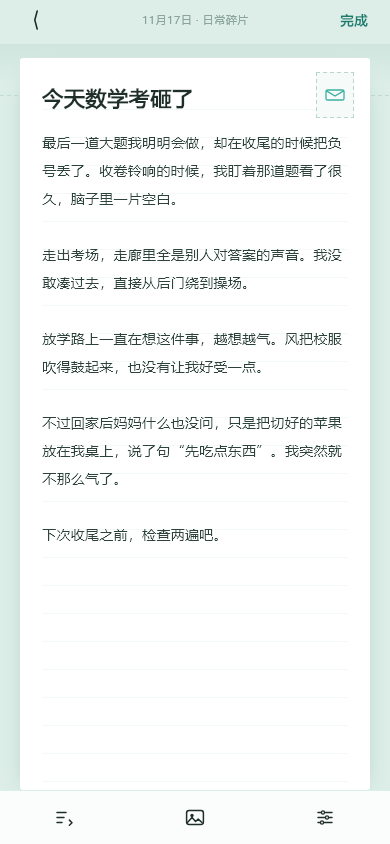 11月17日 · 日常碎片
完成
今天数学考砸了
最后一道大题我明明会做，却在收尾的时候把负
号丢了。收卷铃响的时候，我盯着那道题看了很
久，脑子里一片空白。
走出考场，走廊里全是别人对答案的声音。我没
敢凑过去，直接从后门绕到操场。
放学路上一直在想这件事，越想越气。风把校服
吹得鼓起来，也没有让我好受一点。
不过回家后妈妈什么也没问，只是把切好的苹果
放在我桌上，说了句“先吃点东西”。我突然就
不那么气了。
下次收尾之前，检查两遍吧。